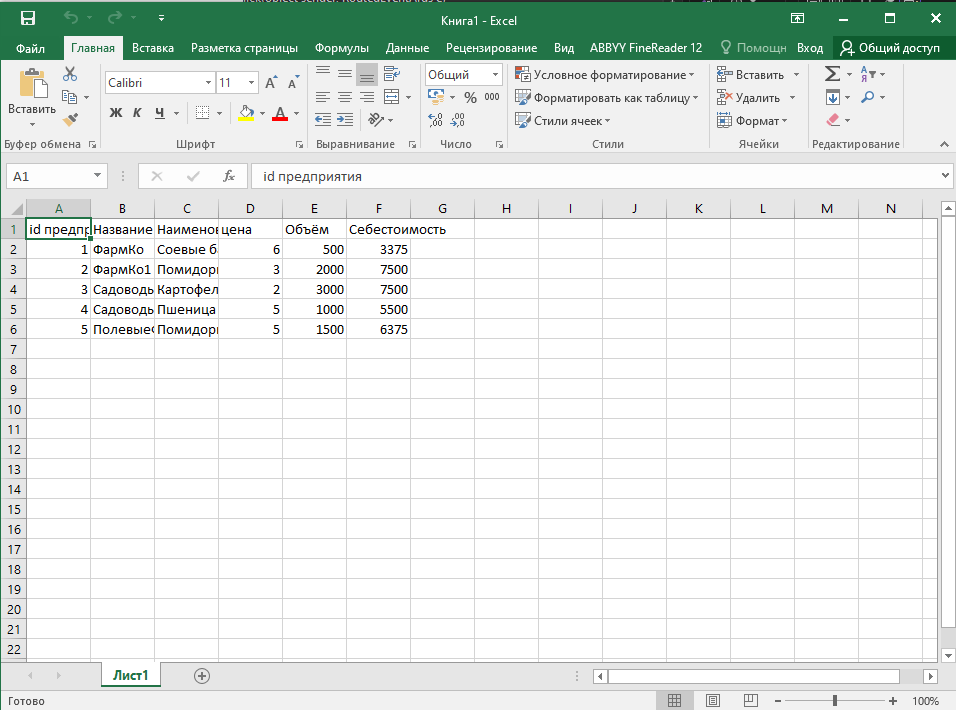 Книга1 - Excel
Файл Главная Вставка Разметка страницы Формулы Данные Рецензирование Вид ABBYY FineReader 12 Помощн Вход Общий доступ
Calibri 11 Общий Условное форматирование Вставить Σ
Вставить Ж К Ч А % 000 Форматировать как таблицу Удалить
Стили ячеек Формат
Буфер обмена Шрифт Выравнивание Число Стили Ячейки Редактирование
A1 fx id предприятия
A B C D E F G H I J K L M N
1 id предпр Название Наименов цена Объём Себестоимость
2 1 ФармКо Соевые б 6 500 3375
3 2 ФармКо1 Помидор 3 2000 7500
4 3 Садоводы Картофел 2 3000 7500
5 4 Садоводы Пшеница 5 1000 5500
6 5 Полевые Помидор 5 1500 6375
7
8
9
10
11
12
13
14
15
16
17
18
19
20
21
22
Лист1
Готово 100%